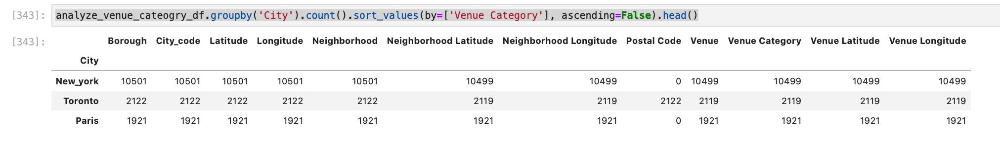 [343]: analyze_venue_cateogry_df.groupby('City').count().sort_values(by=['Venue Category'], ascending=False).head()
[343]: Borough City_code Latitude Longitude Neighborhood Neighborhood Latitude Neighborhood Longitude Postal Code Venue Venue Category Venue Latitude Venue Longitude
City
New_york 10501 10501 10501 10501 10501 10499 10499 0 10499 10499 10499 10499
Toronto 2122 2122 2122 2122 2122 2119 2119 2122 2119 2119 2119 2119
Paris 1921 1921 1921 1921 1921 1921 1921 0 1921 1921 1921 1921